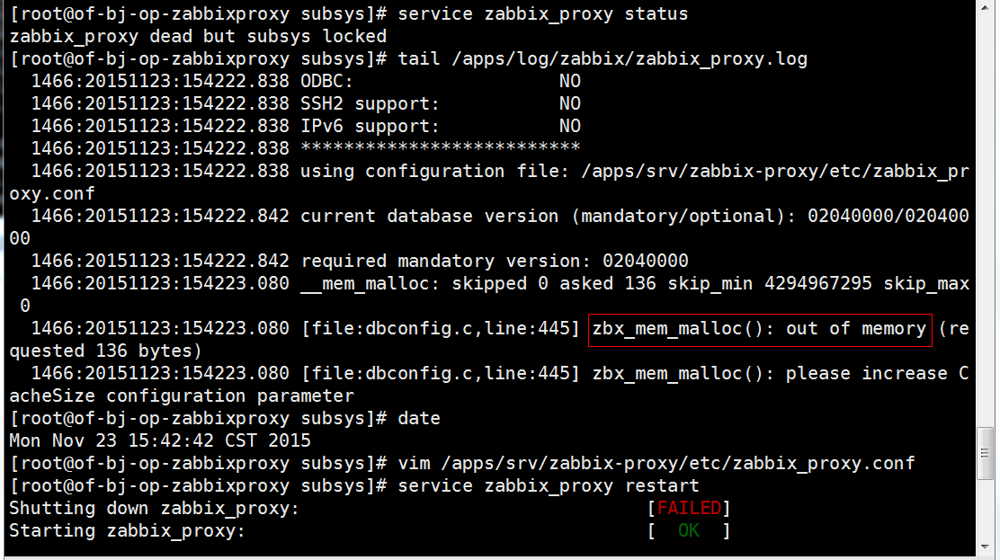 [root@of-bj-op-zabbixproxy subsys]# service zabbix_proxy status
zabbix_proxy dead but subsys locked
[root@of-bj-op-zabbixproxy subsys]# tail /apps/log/zabbix/zabbix_proxy.log
  1466:20151123:154222.838 ODBC:                   NO
  1466:20151123:154222.838 SSH2 support:           NO
  1466:20151123:154222.838 IPv6 support:           NO
  1466:20151123:154222.838 **************************
  1466:20151123:154222.838 using configuration file: /apps/srv/zabbix-proxy/etc/zabbix_pr
oxy.conf
  1466:20151123:154222.842 current database version (mandatory/optional): 02040000/020400
00
  1466:20151123:154222.842 required mandatory version: 02040000
  1466:20151123:154223.080 __mem_malloc: skipped 0 asked 136 skip_min 4294967295 skip_max
 0
  1466:20151123:154223.080 [file:dbconfig.c,line:445] zbx_mem_malloc(): out of memory (re
quested 136 bytes)
  1466:20151123:154223.080 [file:dbconfig.c,line:445] zbx_mem_malloc(): please increase C
acheSize configuration parameter
[root@of-bj-op-zabbixproxy subsys]# date
Mon Nov 23 15:42:42 CST 2015
[root@of-bj-op-zabbixproxy subsys]# vim /apps/srv/zabbix-proxy/etc/zabbix_proxy.conf
[root@of-bj-op-zabbixproxy subsys]# service zabbix_proxy restart
Shutting down zabbix_proxy:                                [FAILED]
Starting zabbix_proxy:                                     [  OK  ]